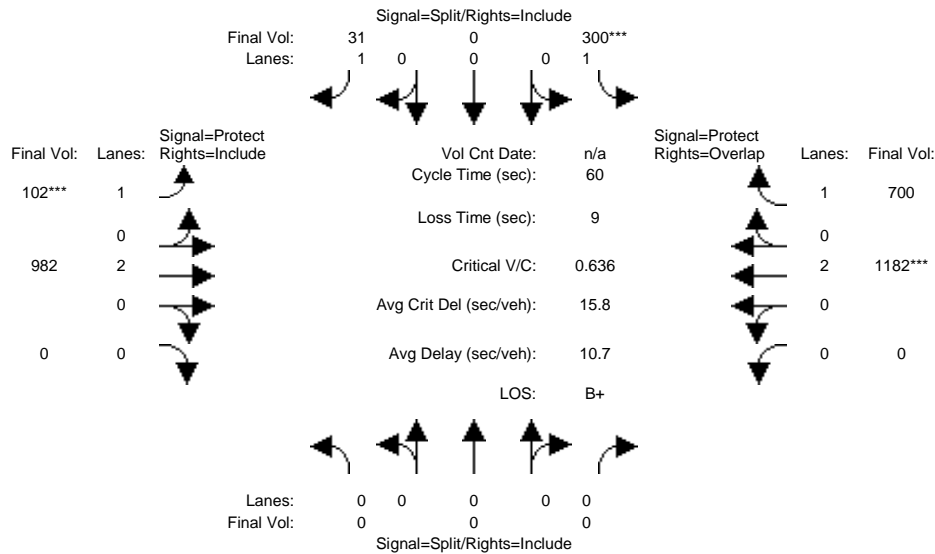 Signal=Split/Rights=Include
Final Vol: 31 0 300***
Lanes: 1 0 0 0 1
Signal=Protect
Final Vol: Lanes: Rights=Include
Vol Cnt Date: n/a
Signal=Protect
Rights=Overlap Lanes: Final Vol:
Cycle Time (sec): 60
102*** 1
1 700
Loss Time (sec): 9
0
0
982 2
Critical V/C: 0.636
2 1182***
0
Avg Crit Del (sec/veh): 15.8
0
0 0
Avg Delay (sec/veh): 10.7
0 0
LOS: B+
Lanes: 0 0 0 0 0
Final Vol: 0 0 0
Signal=Split/Rights=Include